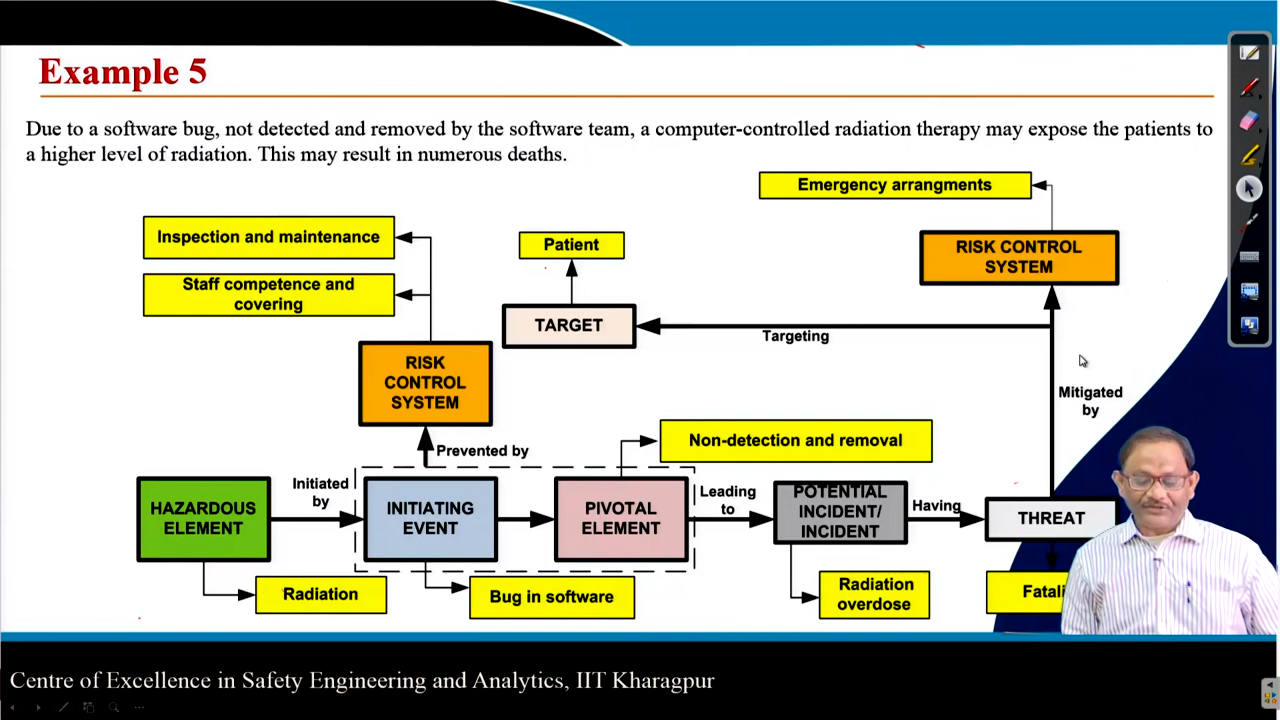 Example 5
Due to a software bug, not detected and removed by the software team, a computer-controlled radiation therapy may expose the patients to
a higher level of radiation. This may result in numerous deaths.
Emergency arrangments
Inspection and maintenance
Patient
RISK CONTROL
SYSTEM
Staff competence and
covering
TARGET
Targeting
RISK
CONTROL
SYSTEM
Mitigated
by
Prevented by
Non-detection and removal
HAZARDOUS
ELEMENT
Initiated
by
INITIATING
EVENT
PIVOTAL
ELEMENT
Leading
to
POTENTIAL
INCIDENT/
INCIDENT
Having
THREAT
Radiation
Bug in software
Radiation
overdose
Centre of Excellence in Safety Engineering and Analytics, IIT Kharagpur